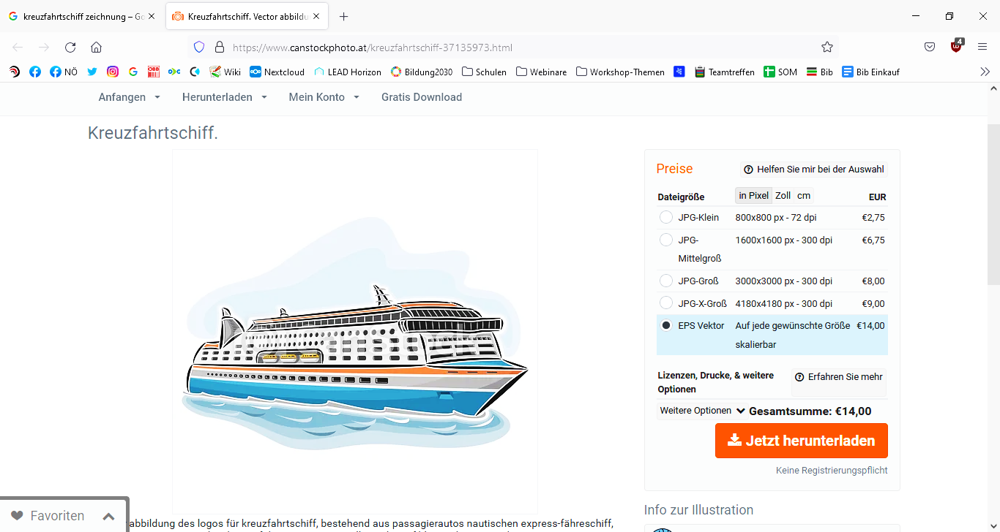 kreuzfahrtschiff zeichnung – Go
Kreuzfahrtschiff. Vector abbildu
https://www.canstockphoto.at/kreuzfahrtschiff-37135973.html
4
NÖ
ÖBB
Wiki
Nextcloud
LEAD Horizon
Bildung2030
Schulen
Webinare
Workshop-Themen
Teamtreffen
SOM
Bib
Bib Einkauf
Anfangen
Herunterladen
Mein Konto
Gratis Download
Kreuzfahrtschiff.
Preise
Helfen Sie mir bei der Auswahl
Dateigröße in Pixel Zoll cm EUR
JPG-Klein 800x800 px - 72 dpi €2,75
JPG- 1600x1600 px - 300 dpi €6,75
Mittelgroß
JPG-Groß 3000x3000 px - 300 dpi €8,00
JPG-X-Groß 4180x4180 px - 300 dpi €9,00
EPS Vektor Auf jede gewünschte Größe €14,00
skalierbar
Lizenzen, Drucke, & weitere
Optionen
Erfahren Sie mehr
Weitere Optionen Gesamtsumme: €14,00
Jetzt herunterladen
Keine Registrierungspflicht
Info zur Illustration
Favoriten
abbildung des logos für kreuzfahrtschiff, bestehend aus passagierautos nautischen express-fähreschiff,